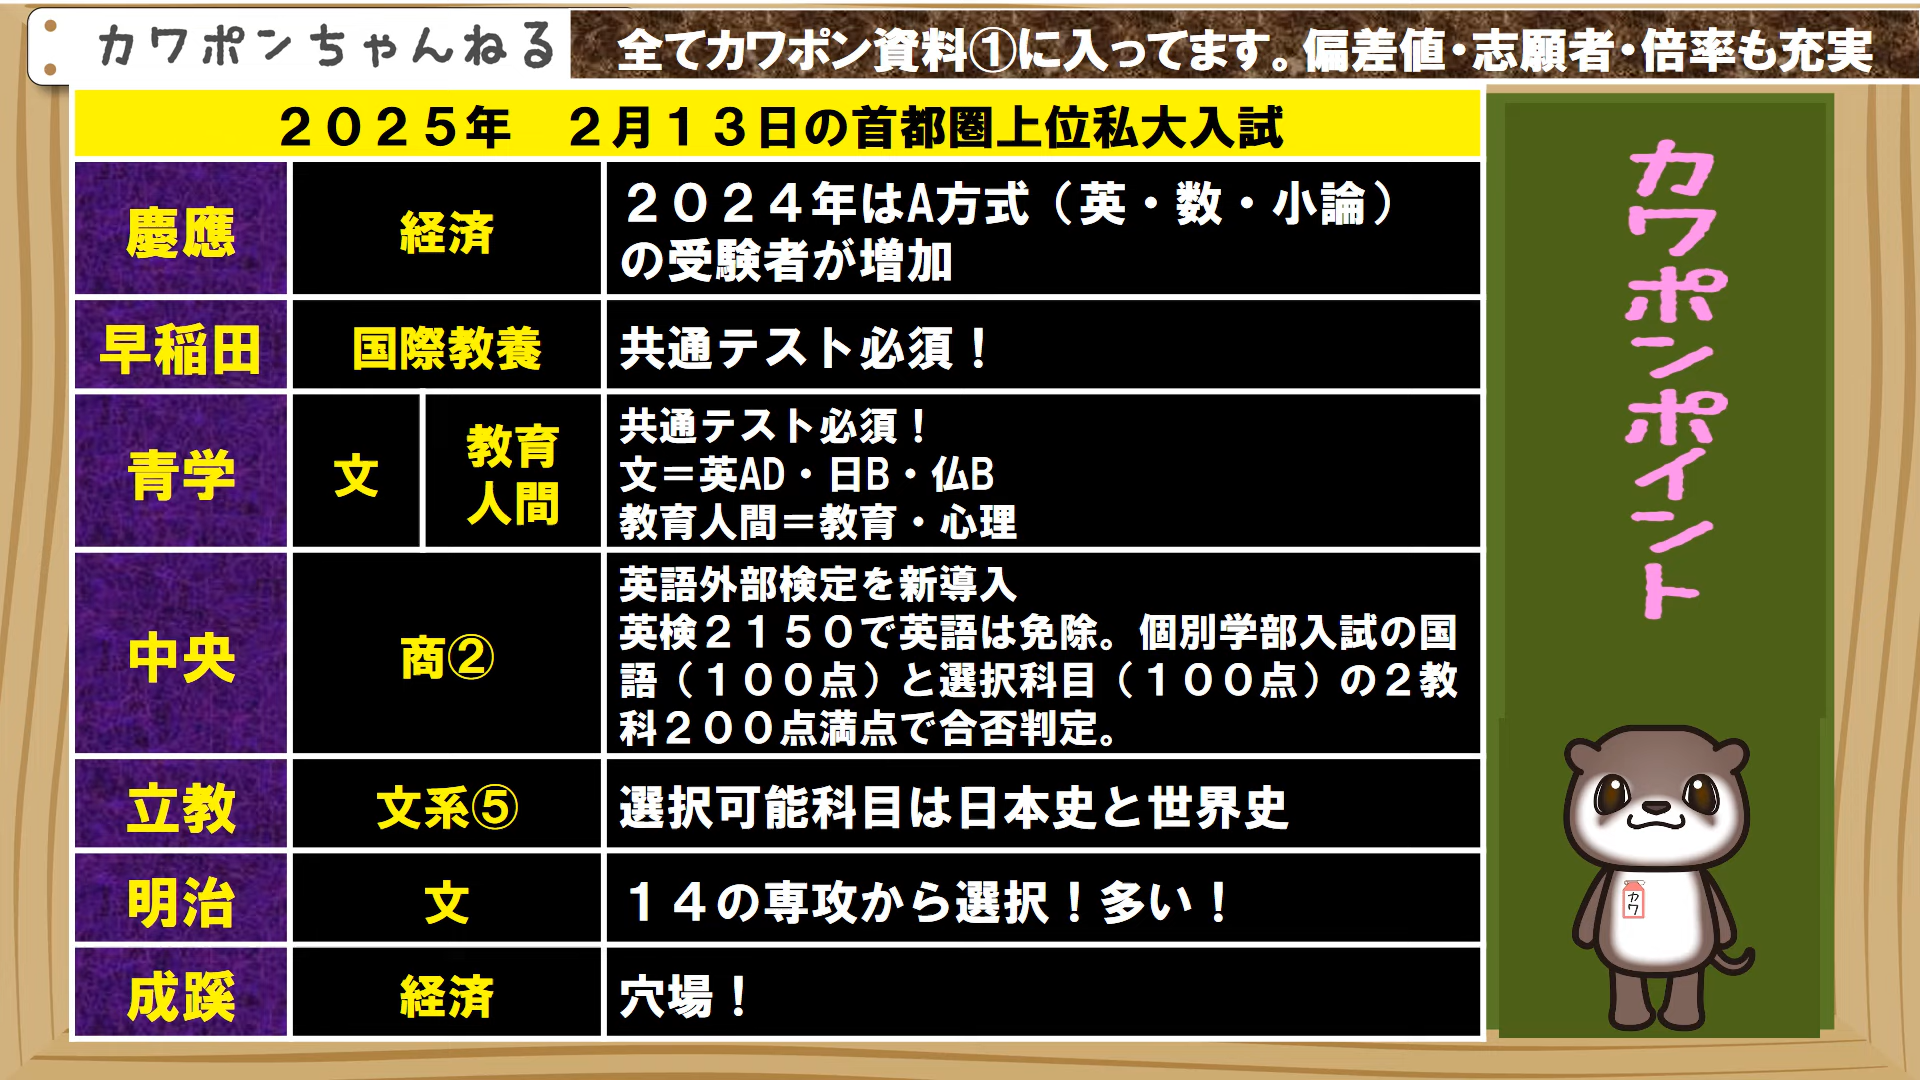 カワポンちゃんねる
全てカワポン資料①に入ってます。偏差値・志願者・倍率も充実
２０２５年　２月１３日の首都圏上位私大入試
慶應
経済
２０２４年はA方式（英・数・小論）
の受験者が増加
早稲田
国際教養
共通テスト必須！
青学
文
教育
人間
共通テスト必須！
文＝英AD・日B・仏B
教育人間＝教育・心理
中央
商②
英語外部検定を新導入
英検２１５０で英語は免除。個別学部入試の国
語（１００点）と選択科目（１００点）の２教
科２００点満点で合否判定。
立教
文系⑤
選択可能科目は日本史と世界史
明治
文
１４の専攻から選択！多い！
成蹊
経済
穴場！
カワポンポイント
カワ